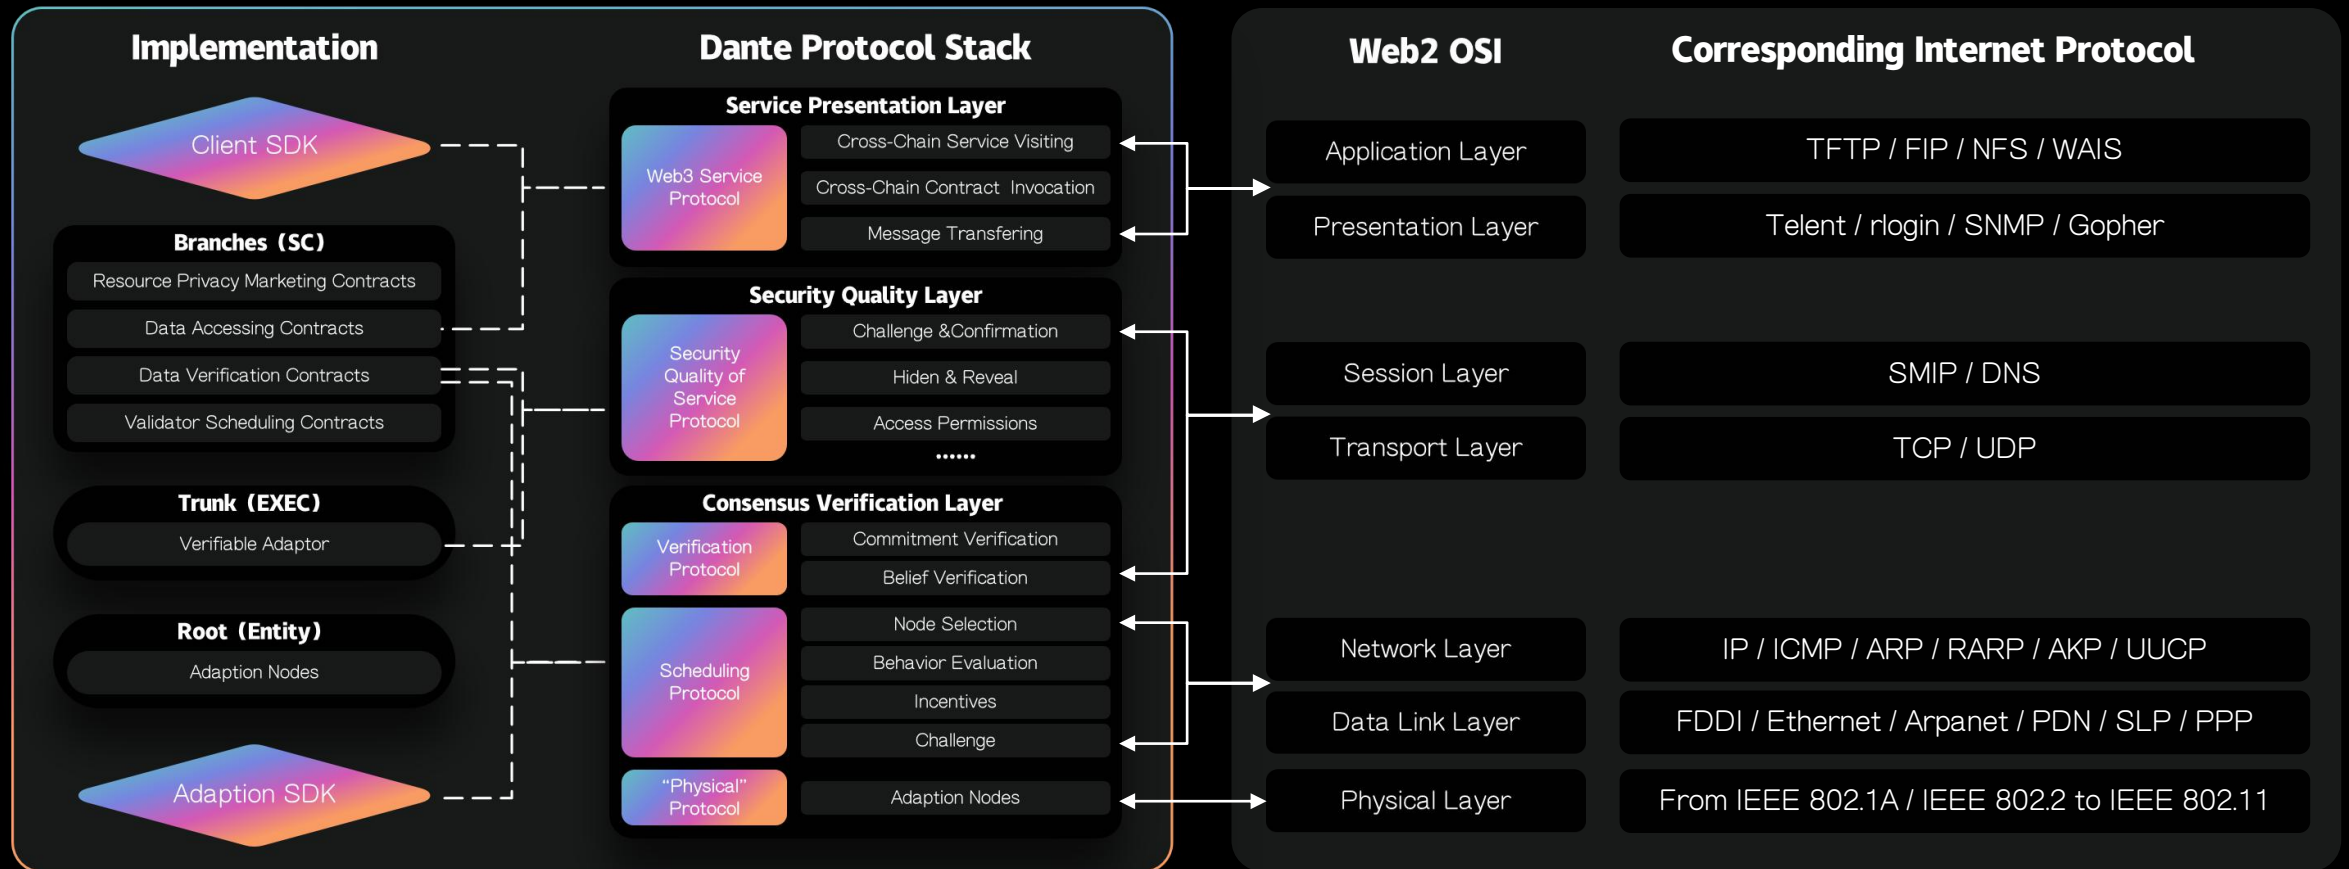 Implementation
Client SDK
Branches (SC)
Resource Privacy Marketing Contracts
Data Accessing Contracts
Data Verification Contracts
Validator Scheduling Contracts
Trunk (EXEC)
Verifiable Adaptor
Root (Entity)
Adaption Nodes
Adaption SDK
Dante Protocol Stack
Service Presentation Layer
Web3 Service
Protocol
Cross-Chain Service Visiting
Cross-Chain Contract Invocation
Message Transfering
Security Quality Layer
Security
Quality of
Service
Protocol
Challenge &Confirmation
Hiden & Reveal
Access Permissions
······
Consensus Verification Layer
Verification
Protocol
Commitment Verification
Belief Verification
Scheduling
Protocol
Node Selection
Behavior Evaluation
Incentives
Challenge
“Physical”
Protocol
Adaption Nodes
Web2 OSI
Application Layer
Presentation Layer
Session Layer
Transport Layer
Network Layer
Data Link Layer
Physical Layer
Corresponding Internet Protocol
TFTP / FIP / NFS / WAIS
Telent / rlogin / SNMP / Gopher
SMIP / DNS
TCP / UDP
IP / ICMP / ARP / RARP / AKP / UUCP
FDDI / Ethernet / Arpanet / PDN / SLP / PPP
From IEEE 802.1A / IEEE 802.2 to IEEE 802.11